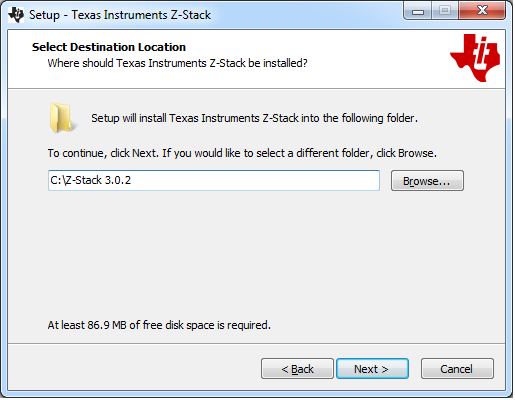 Setup - Texas Instruments Z-Stack
Select Destination Location
Where should Texas Instruments Z-Stack be installed?
Setup will install Texas Instruments Z-Stack into the following folder.
To continue, click Next. If you would like to select a different folder, click Browse.
C:\Z-Stack 3.0.2
Browse...
At least 86.9 MB of free disk space is required.
< Back
Next >
Cancel